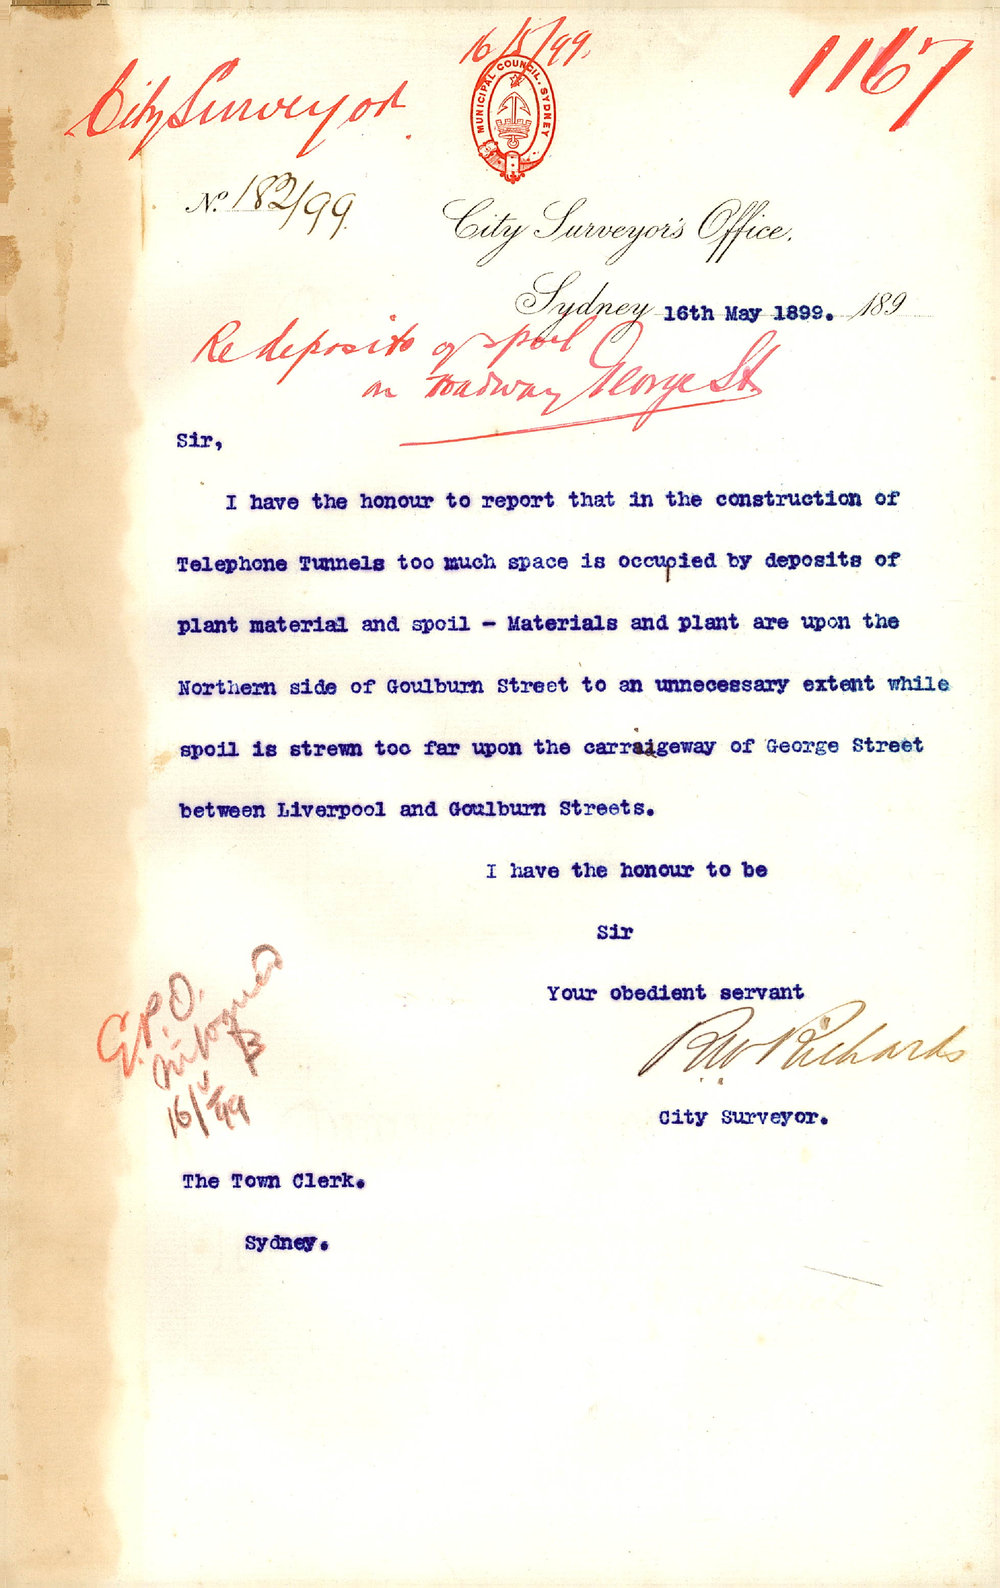 16/5/99.
1167
City Surveyor.
MUNICIPAL COUNCIL. SYDNEY
No. 182/99.
City Surveyor's Office.
Sydney 16th May 1899. 189
Re deposits of spoil
on roadway George St.
Sir,
I have the honour to report that in the construction of
Telephone Tunnels too much space is occupied by deposits of
plant material and spoil - Materials and plant are upon the
Northern side of Goulburn Street to an unnecessary extent while
spoil is strewn too far upon the carraigeway of George Street
between Liverpool and Goulburn Streets.
I have the honour to be
Sir
Your obedient servant
RW Richards
City Surveyor.
G.P.O.
informed
B
16/5/99
The Town Clerk.
Sydney.